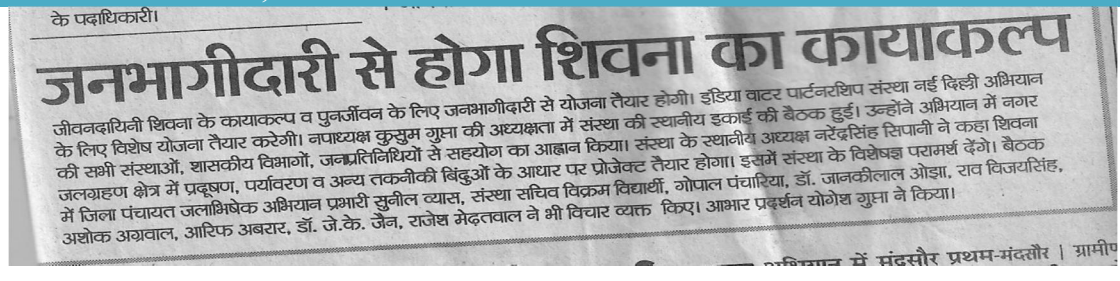 के पदाधिकारी।
जनभागीदारी से होगा शिवना का कायाकल्प
जीवनदायिनी शिवना के कायाकल्प व पुनर्जीवन के लिए जनभागीदारी से योजना तैयार होगी। इंडिया वाटर पार्टनरशिप संस्था नई दिल्ली अभियान
के लिए विशेष योजना तैयार करेगी। नपाध्यक्ष कुसुम गुप्ता की अध्यक्षता में संस्था की स्थानीय इकाई की बैठक हुई। उन्होंने अभियान में नगर
की सभी संस्थाओं, शासकीय विभागों, जनप्रतिनिधियों से सहयोग का आह्वान किया। संस्था के स्थानीय अध्यक्ष नरेंद्रसिंह सिपानी ने कहा शिवना
जलग्रहण क्षेत्र में प्रदूषण, पर्यावरण व अन्य तकनीकी बिंदुओं के आधार पर प्रोजेक्ट तैयार होगा। इसमें संस्था के विशेषज्ञ परामर्श देंगे। बैठक
में जिला पंचायत जलाभिषेक अभियान प्रभारी सुनील व्यास, संस्था सचिव विक्रम विद्यार्थी, गोपाल पंचारिया, डॉ. जानकीलाल ओझा, राव विजयसिंह,
अशोक अग्रवाल, आरिफ अबरार, डॉ. जे.के. जैन, राजेश मेढ़तवाल ने भी विचार व्यक्त किए। आभार प्रदर्शन योगेश गुप्ता ने किया।
अभियान में मंदसौर प्रथम-मंदसौर | ग्रामीण